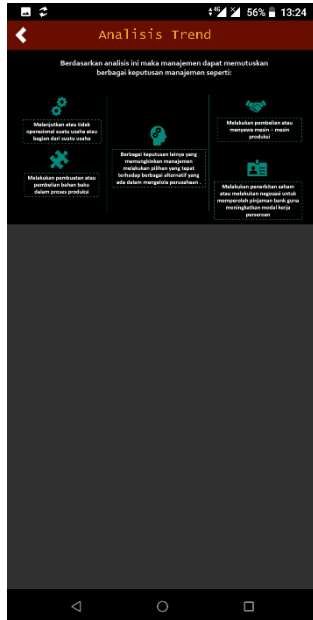 4G 56% 13:24
Analisis Trend
Berdasarkan analisis ini maka manajemen dapat memutuskan
berbagai keputusan manajemen seperti:
Melanjutkan atau tidak
operasional suatu usaha atau
bagian dari suatu usaha
Melakukan pembuatan atau
pembelian bahan baku
dalam proses produksi
Berbagai keputusan lainya yang
memungkinkan manajemen
melakukan pilihan yang tepat
terhadap berbagai alternatif yang
ada dalam mengelola perusahaan .
Melakukan pembelian atau
menyewa mesin - mesin
produksi
Melakukan penerbitan saham
atau melakukan negosasi untuk
memperoleh pinjaman bank guna
meningkatkan modal kerja
perseroan